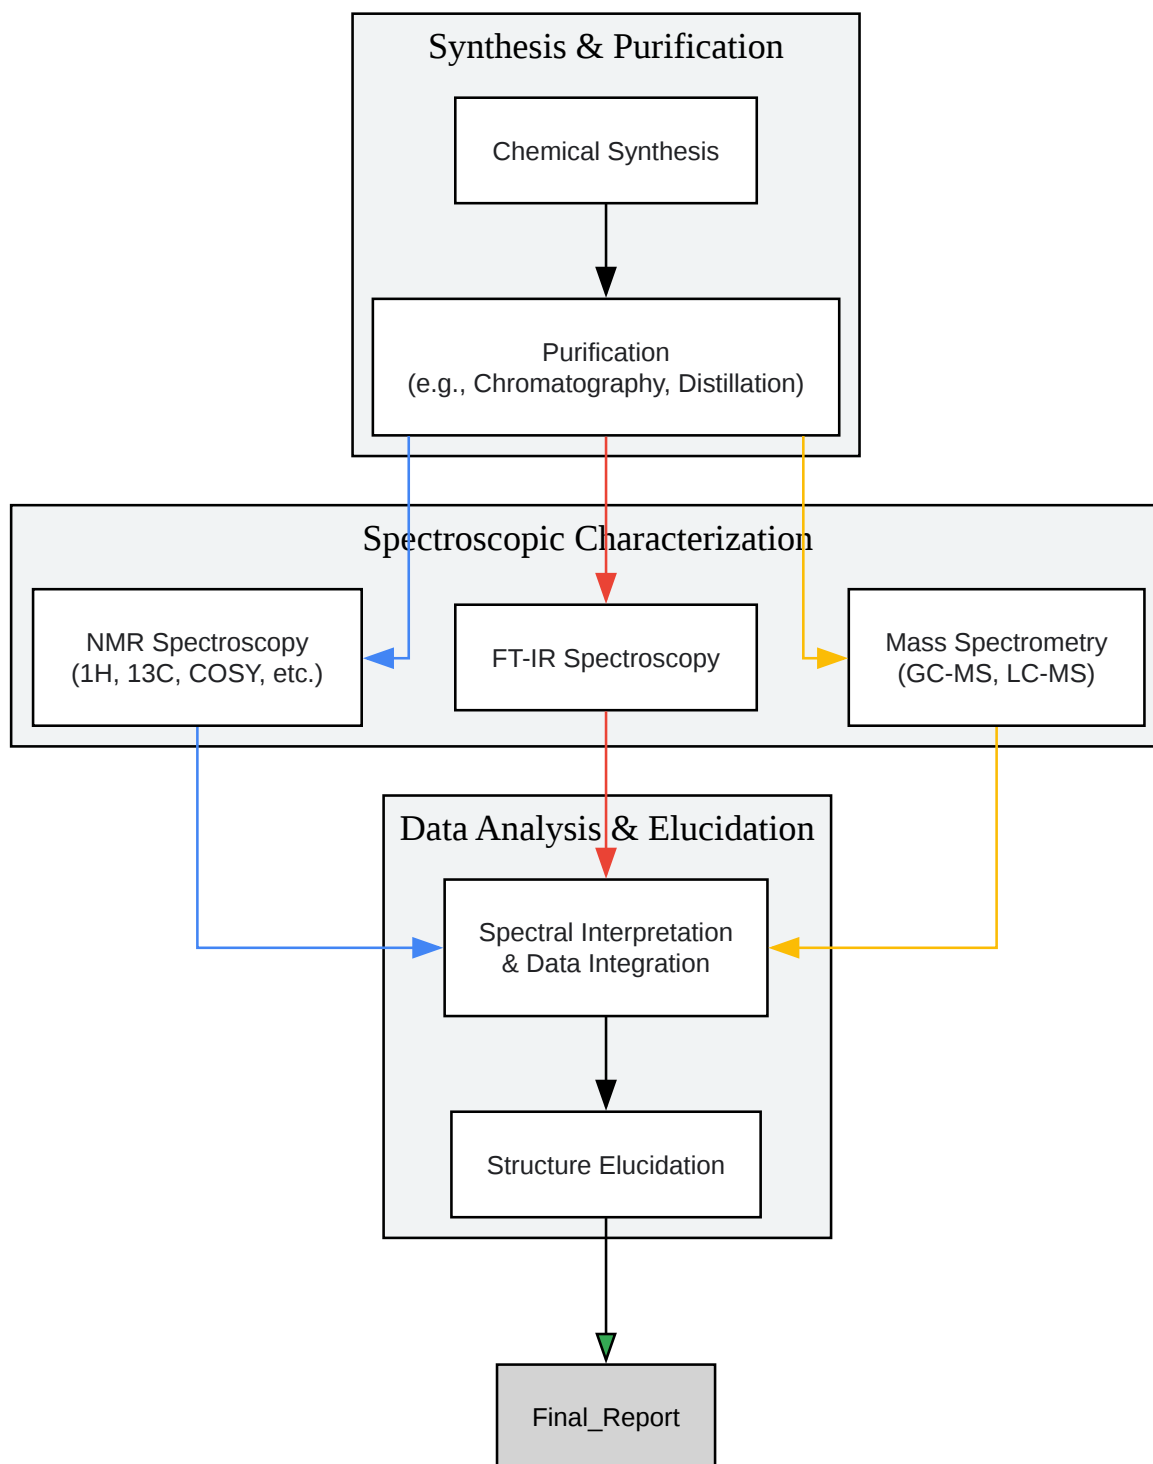 Synthesis & Purification
Chemical Synthesis
Purification
(e.g., Chromatography, Distillation)
Spectroscopic Characterization
NMR Spectroscopy
(1H, 13C, COSY, etc.)
FT-IR Spectroscopy
Mass Spectrometry
(GC-MS, LC-MS)
Data Analysis & Elucidation
Spectral Interpretation
& Data Integration
Structure Elucidation
Final_Report